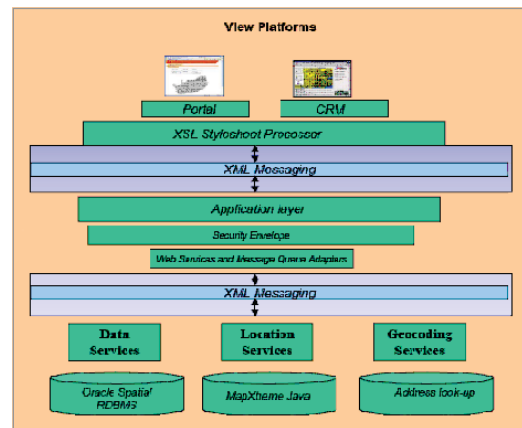 View Platforms
Portal
CRM
XSL Stylesheet Processor
XML Messaging
Application layer
Security Envelope
Web Services and Message Queue Adapters
XML Messaging
Data
Services
Location
Services
Geocoding
Services
Oracle Spatial
RDBMS
MapXtreme Java
Address look-up